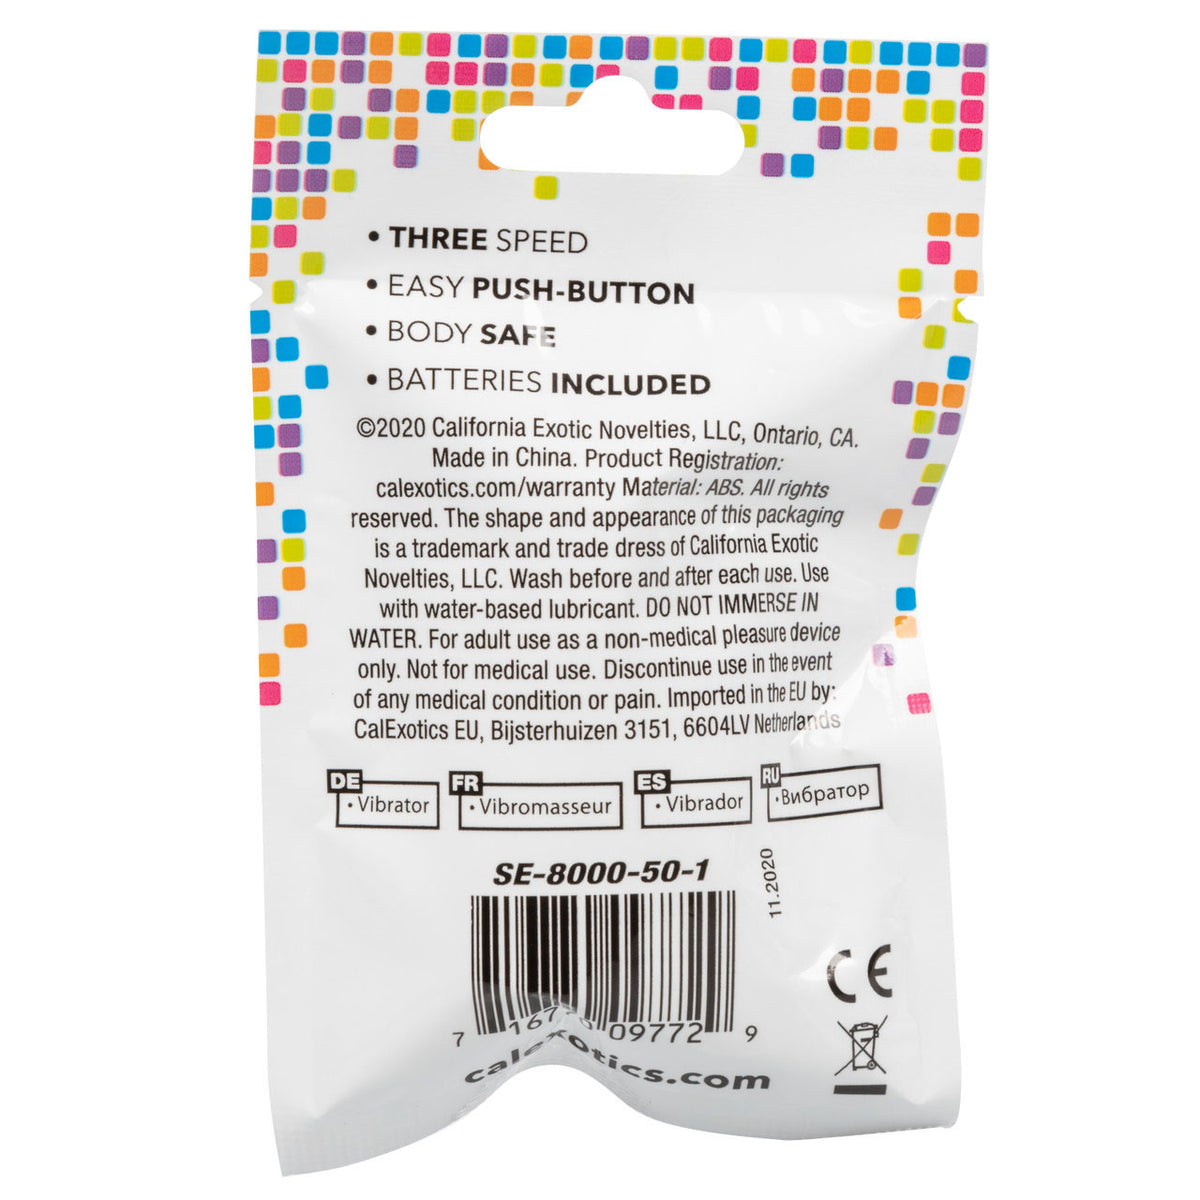 • THREE SPEED
• EASY PUSH-BUTTON
• BODY SAFE
• BATTERIES INCLUDED
©2020 California Exotic Novelties, LLC, Ontario, CA.
Made in China. Product Registration:
calexotics.com/warranty Material: ABS. All rights
reserved. The shape and appearance of this packaging
is a trademark and trade dress of California Exotic
Novelties, LLC. Wash before and after each use. Use
with water-based lubricant. DO NOT IMMERSE IN
WATER. For adult use as a non-medical pleasure device
only. Not for medical use. Discontinue use in the event
of any medical condition or pain. Imported in the EU by:
CalExotics EU, Bijsterhuizen 3151, 6604LV Netherlands
DE
• Vibrator
FR
• Vibromasseur
ES
• Vibrador
RU
• Вибратор
SE-8000-50-1
11.2020
7 16770 09772 9
CE
calexotics.com